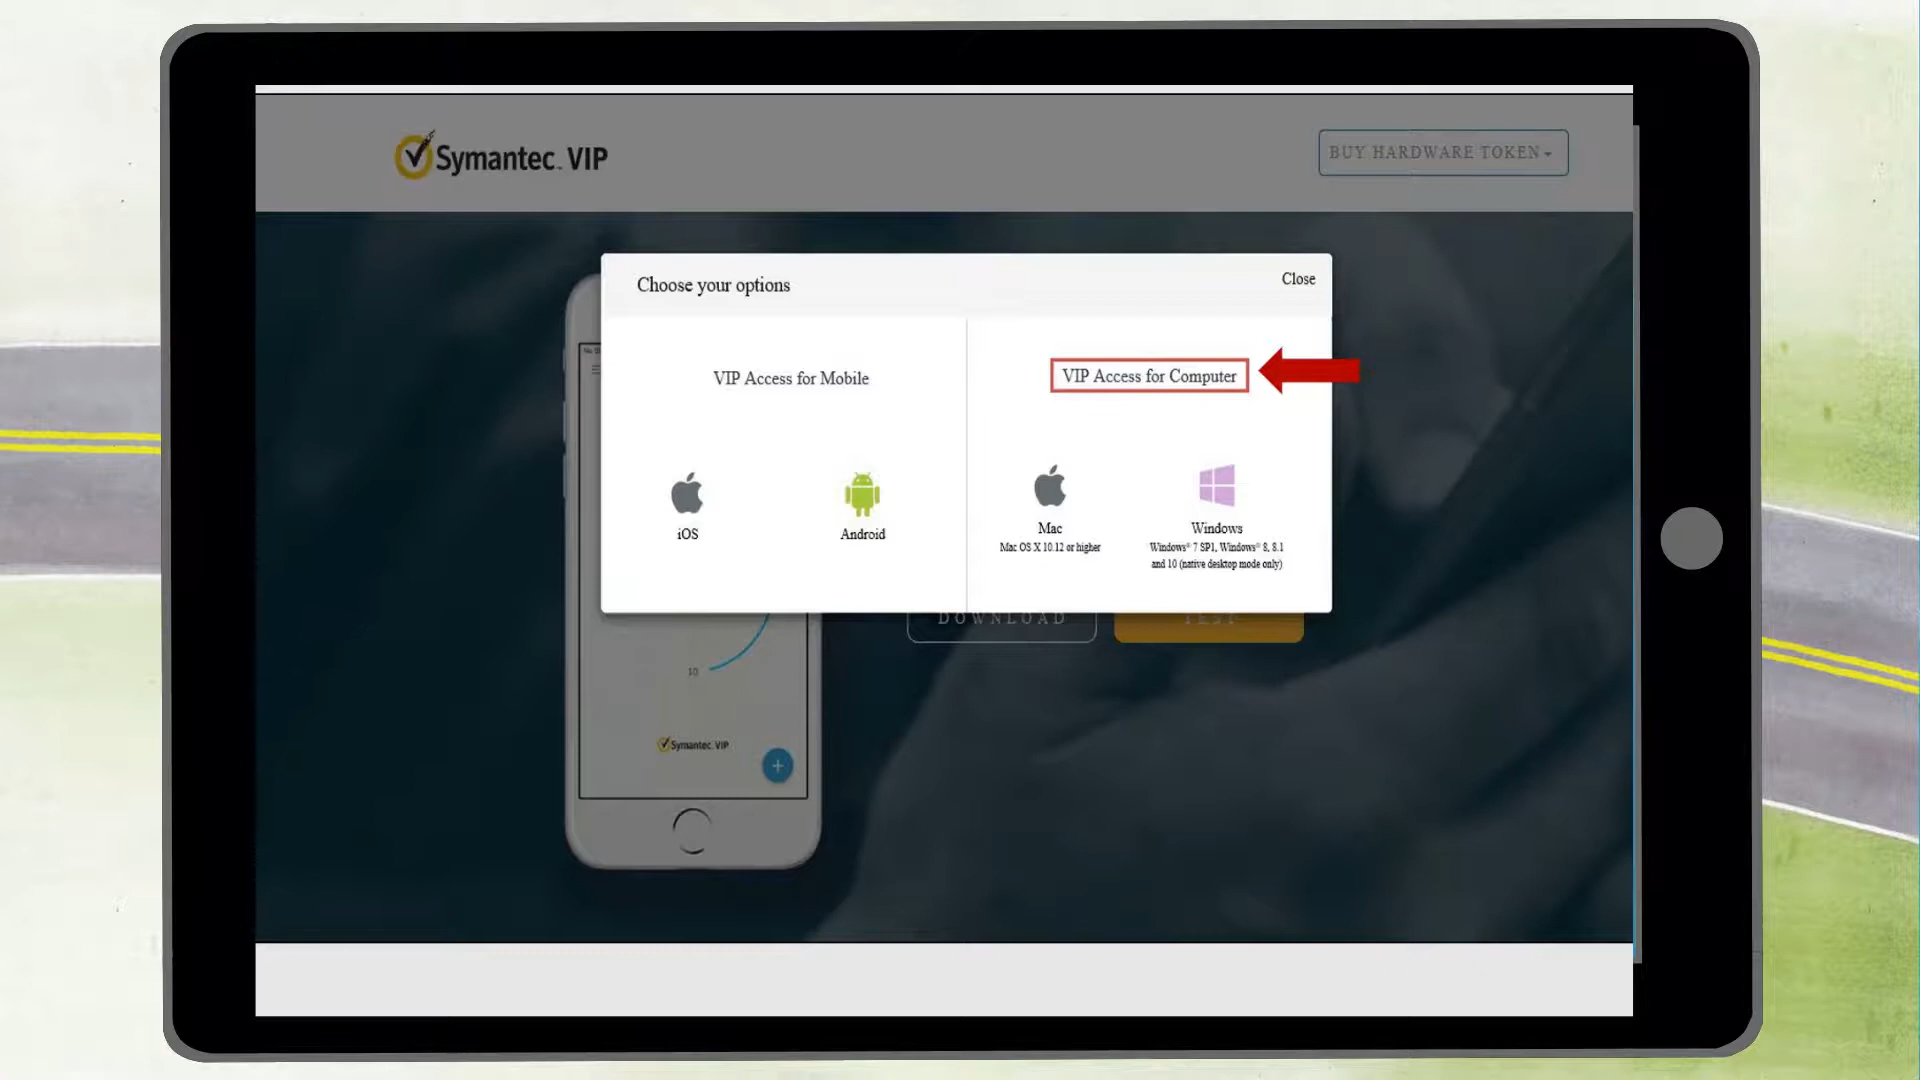 Symantec. VIP
BUY HARDWARE TOKEN
Choose your options
Close
VIP Access for Mobile
VIP Access for Computer
iOS
Android
Mac
Mac OS X 10.12 or higher
Windows
Windows® 7 SP1, Windows® 8, 8.1
and 10 (native desktop mode only)
DOWNLOAD
TEST
10
Symantec. VIP